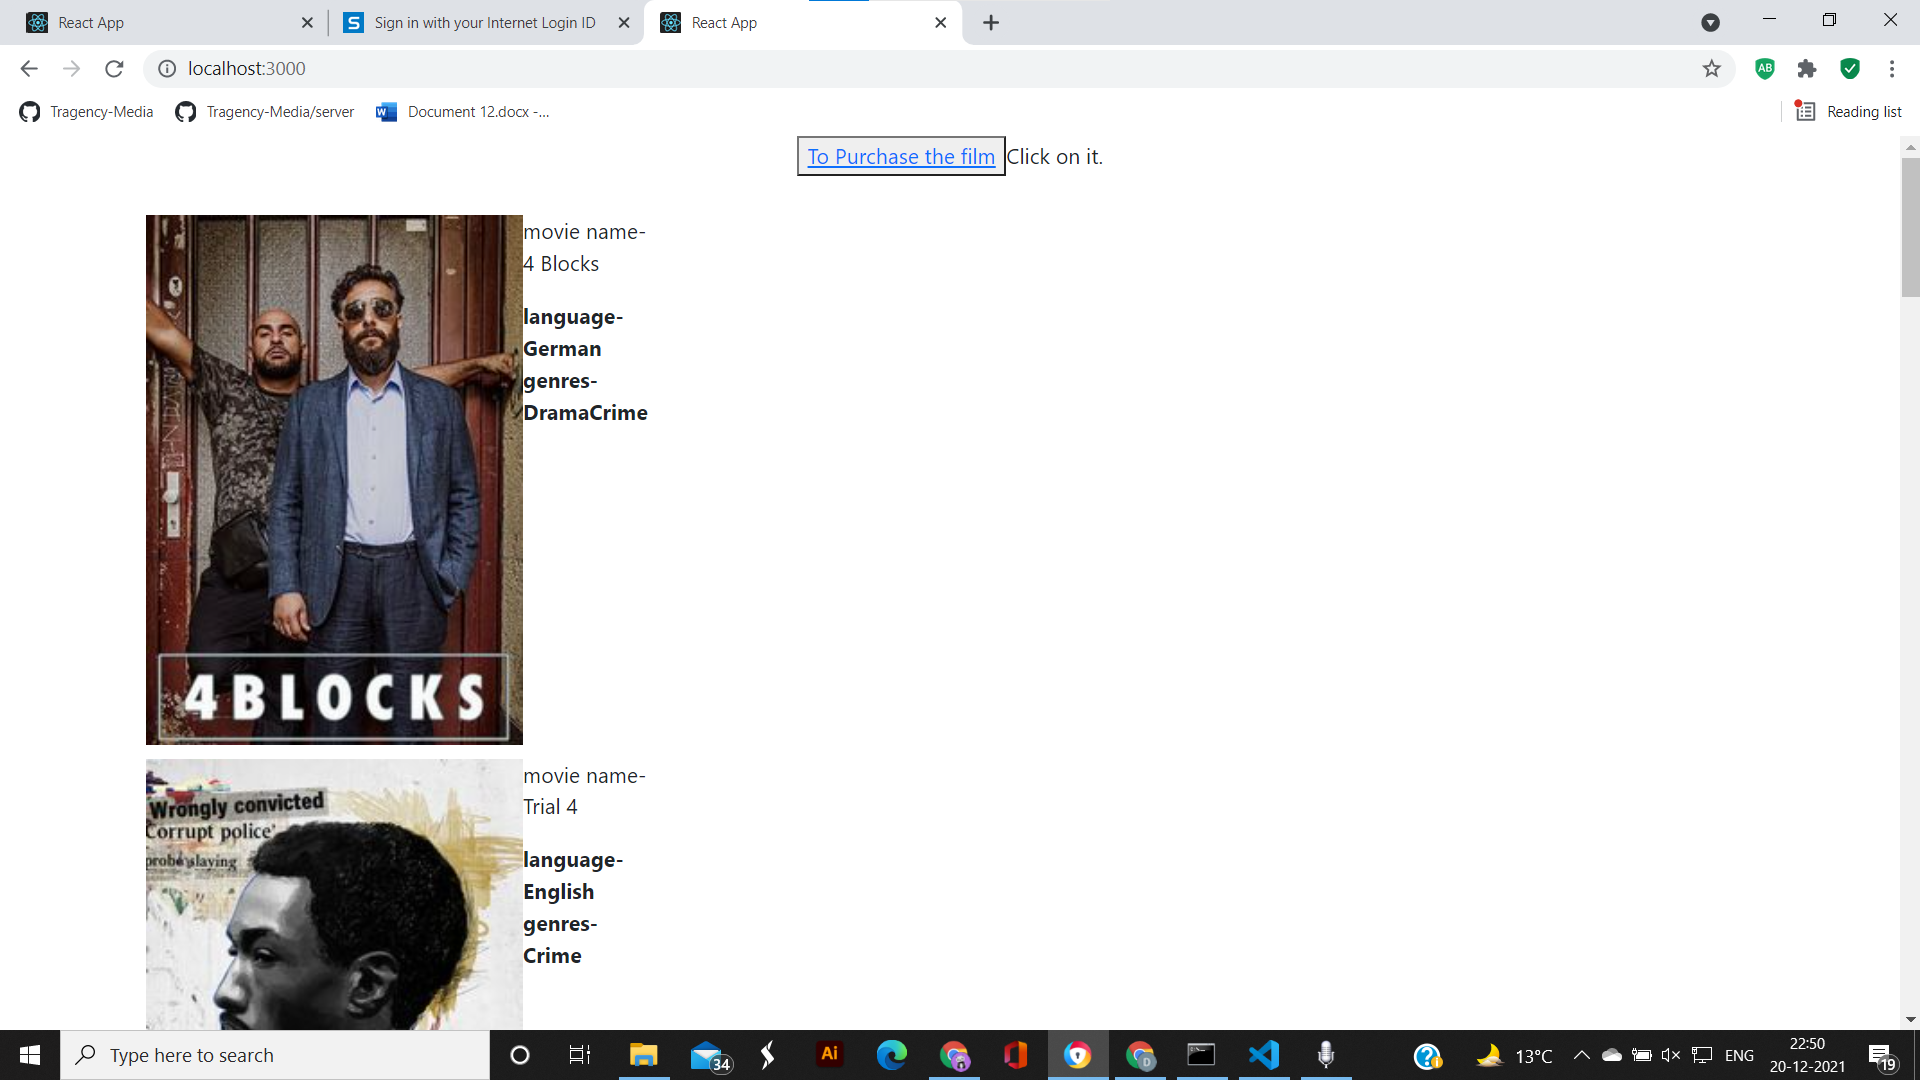 React App
Sign in with your Internet Login ID
React App
localhost:3000
AB
Tragency-Media
Tragency-Media/server
Document 12.docx -...
Reading list
To Purchase the film Click on it.
movie name-
4 Blocks
language-
German
genres-
DramaCrime
4BLOCKS
movie name-
Trial 4
language-
English
genres-
Crime
Wrongly convicted
Corrupt police'
probe slaying
Type here to search
34
Ai
13°C
ENG
22:50
20-12-2021
19